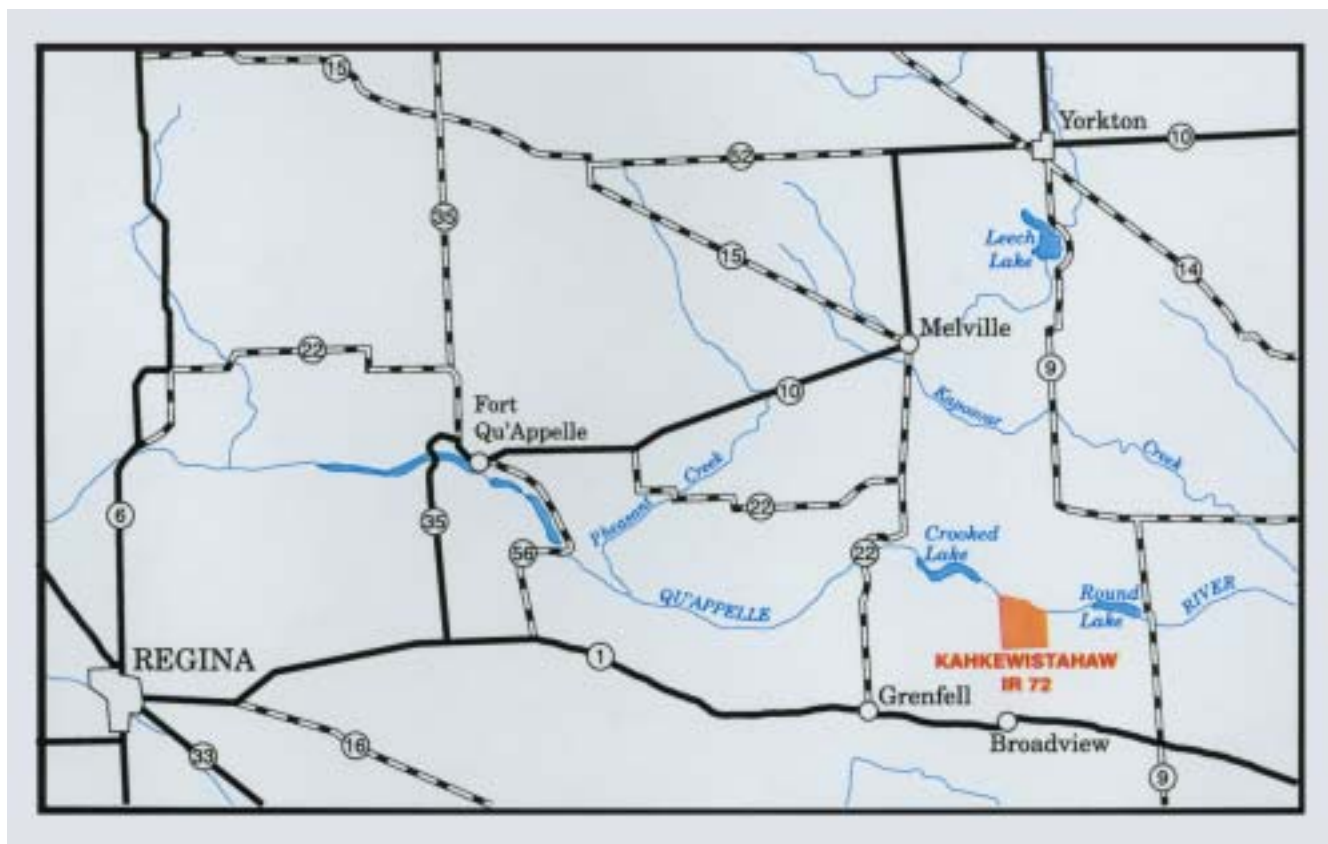 15
Yorkton
10
52
35
15
Leech
Lake
14
22
Melville
9
10
Fort
Qu'Appelle
Kaposvar
Creek
Pheasant Creek
22
6
35
56
22
Crooked
Lake
QU'APPELLE
Round
Lake
RIVER
REGINA
1
KAHKEWISTAHAW
IR 72
Grenfell
16
33
Broadview
9